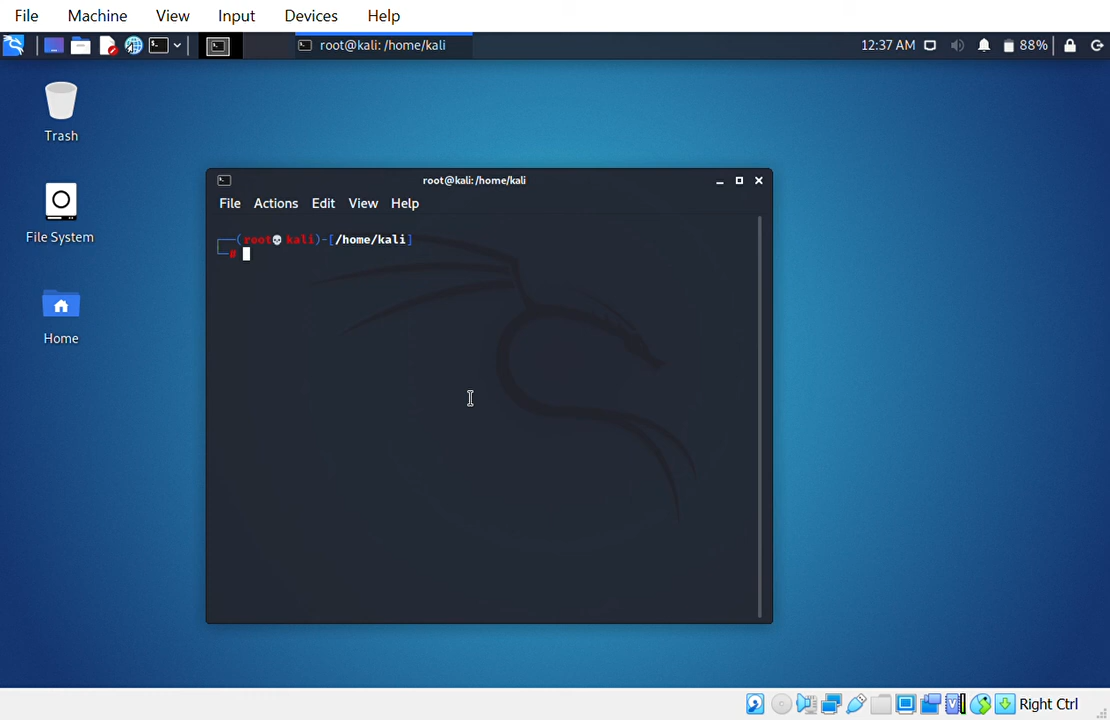 File Machine View Input Devices Help
root@kali: /home/kali 12:37 AM 88%
Trash
File System
Home
root@kali: /home/kali
File Actions Edit View Help
┌──(root💀kali)-[/home/kali]
└─#
Right Ctrl